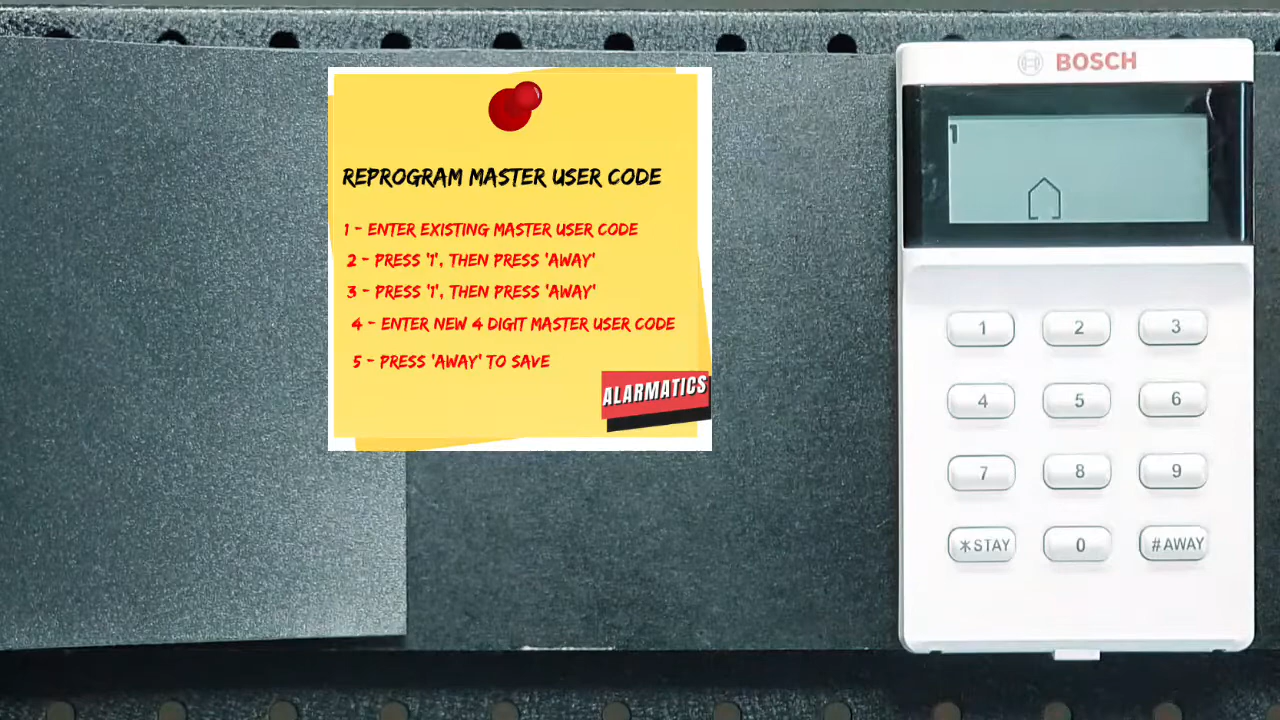 BOSCH
1
REPROGRAM MASTER USER CODE
1 - ENTER EXISTING MASTER USER CODE
2 - PRESS '1', THEN PRESS 'AWAY'
3 - PRESS '1', THEN PRESS 'AWAY'
4 - ENTER NEW 4 DIGIT MASTER USER CODE
5 - PRESS 'AWAY' TO SAVE
ALARMATICS
1 2 3
4 5 6
7 8 9
*STAY 0 #AWAY